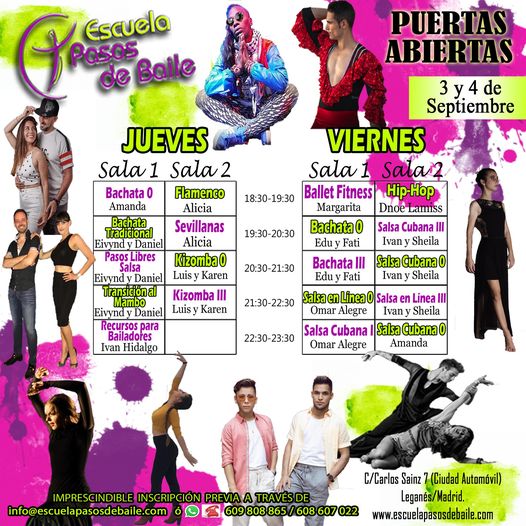 Escuela
Pasos
de Baile
PUERTAS
ABIERTAS
3 y 4 de
Septiembre
JUEVES
VIERNES
Sala 1 Sala 2
Sala 1 Sala 2
Bachata 0 Flamenco 18:30-19:30 Ballet Fitness Hip-Hop
Amanda Alicia Margarita Dnoe Lamiss
Bachata
Tradicional
Eivynd y Daniel
Sevillanas
Alicia
19:30-20:30
Bachata 0 Salsa Cubana III
Edu y Fati Ivan y Sheila
Pasos Libres
Salsa
Eivynd y Daniel
Kizomba 0
Luis y Karen
20:30-21:30
Bachata III Salsa Cubana 0
Edu y Fati Ivan y Sheila
Transición al
Mambo
Eivynd y Daniel
Kizomba III
Luis y Karen
21:30-22:30
Salsa en Línea 0 Salsa en Línea III
Omar Alegre Ivan y Sheila
Recursos para
Bailadores
Ivan Hidalgo
22:30-23:30
Salsa Cubana I Salsa Cubana 0
Omar Alegre Amanda
C/Carlos Sainz 7 (Ciudad Automóvil)
Leganés/Madrid.
www.escuelapasosdebaile.com
IMPRESCINDIBLE INSCRIPCIÓN PREVIA A TRAVÉS DE
info@escuelapasosdebaile.com ó 609 808 865 / 608 607 022